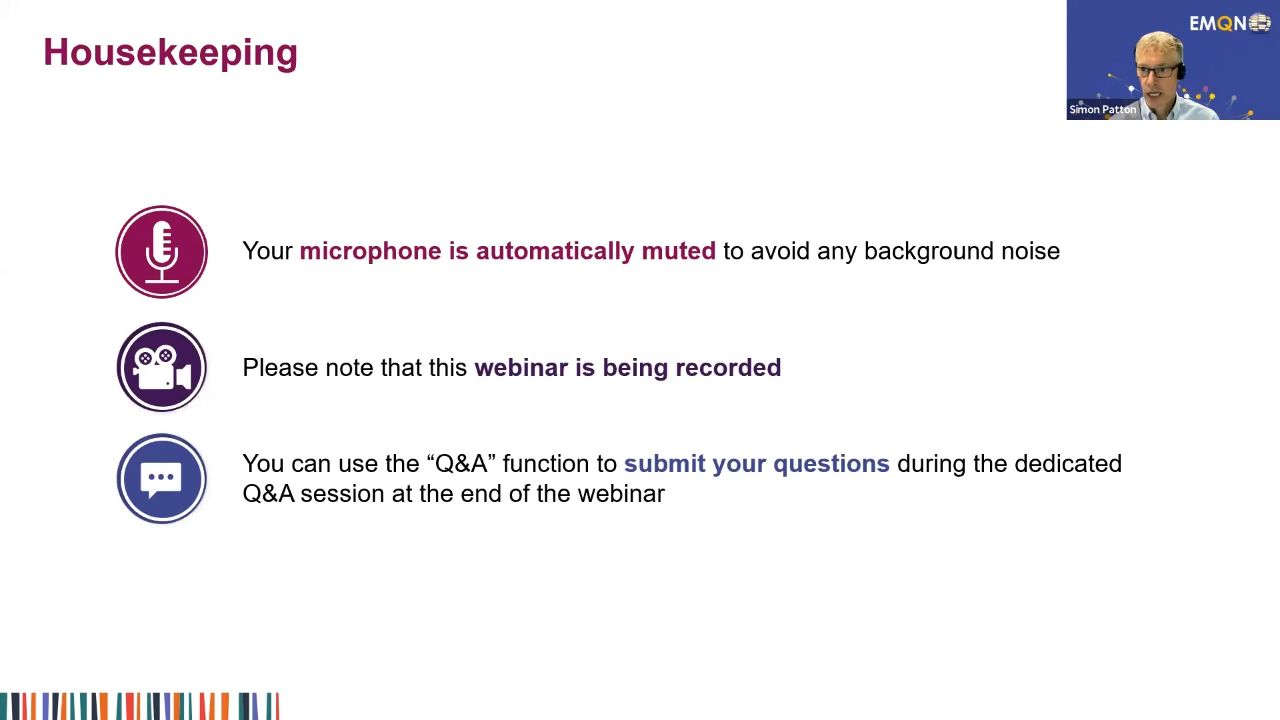 Housekeeping
EMQN
Simon Patton
Your microphone is automatically muted to avoid any background noise
Please note that this webinar is being recorded
You can use the “Q&A” function to submit your questions during the dedicated
Q&A session at the end of the webinar